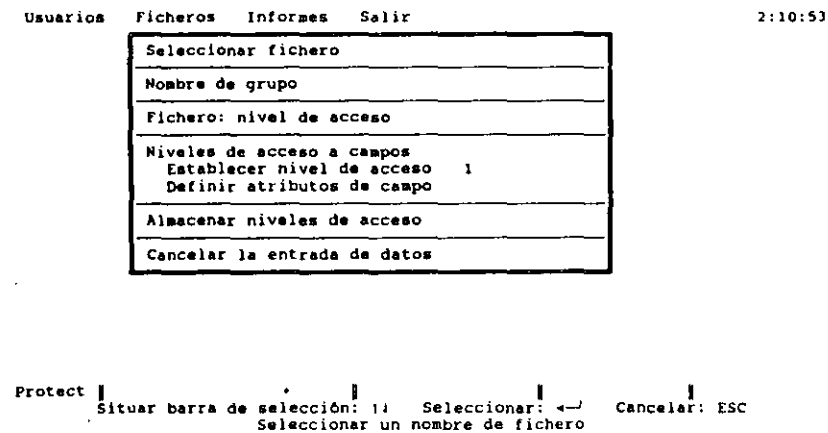 Usuarios Ficheros Informes Salir 2:10:53
Seleccionar fichero
Nombre de grupo
Fichero: nivel de acceso
Niveles de acceso a campos
Establecer nivel de acceso 1
Definir atributos de campo
Almacenar niveles de acceso
Cancelar la entrada de datos
Protect
Situar barra de selección: ↑↓ Seleccionar: ◄─┘ Cancelar: ESC
Seleccionar un nombre de fichero